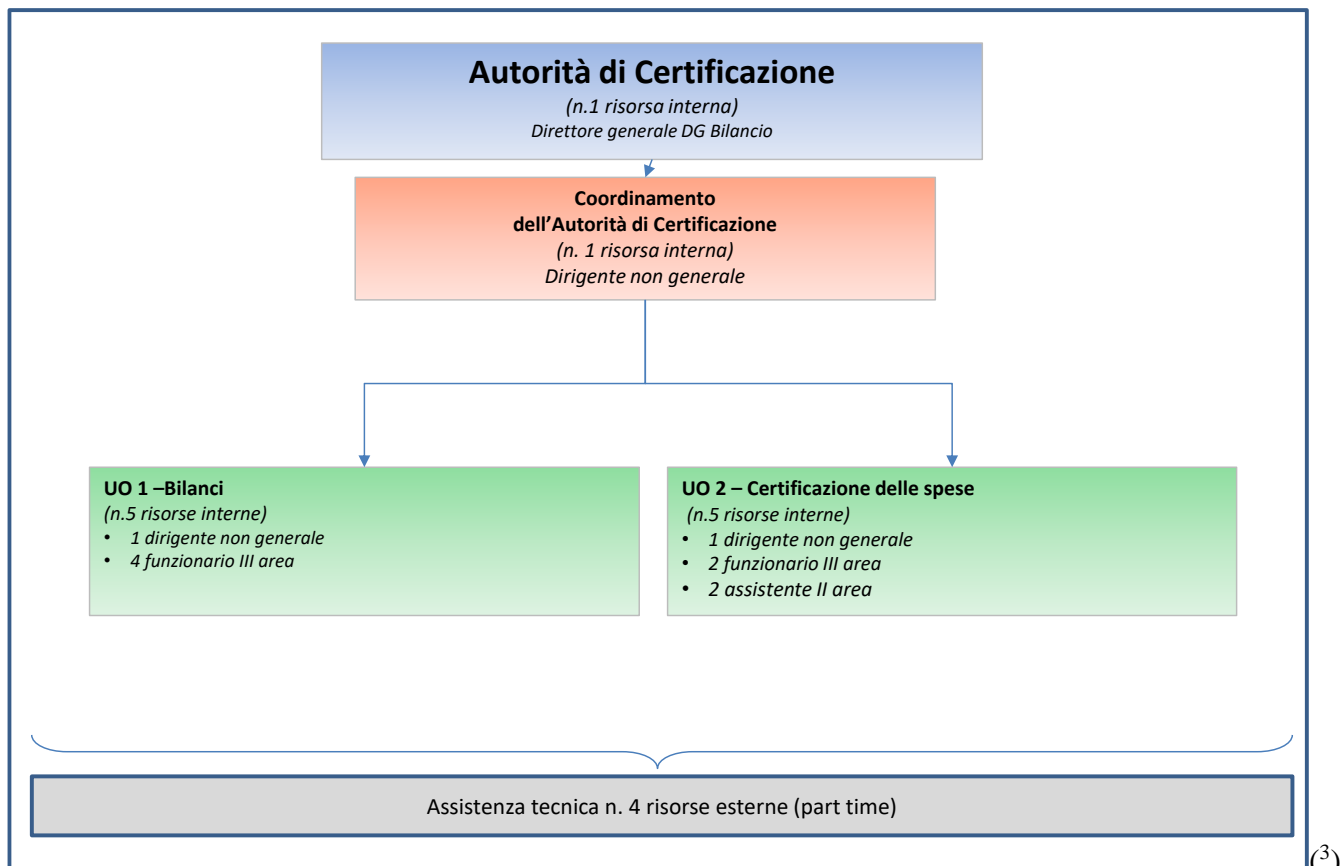 Autorità di Certificazione
(n.1 risorsa interna)
Direttore generale DG Bilancio
Coordinamento
dell'Autorità di Certificazione
(n. 1 risorsa interna)
Dirigente non generale
UO 1 –Bilanci
(n.5 risorse interne)
• 1 dirigente non generale
• 4 funzionario III area
UO 2 – Certificazione delle spese
(n.5 risorse interne)
• 1 dirigente non generale
• 2 funzionario III area
• 2 assistente II area
Assistenza tecnica n. 4 risorse esterne (part time)
(³)